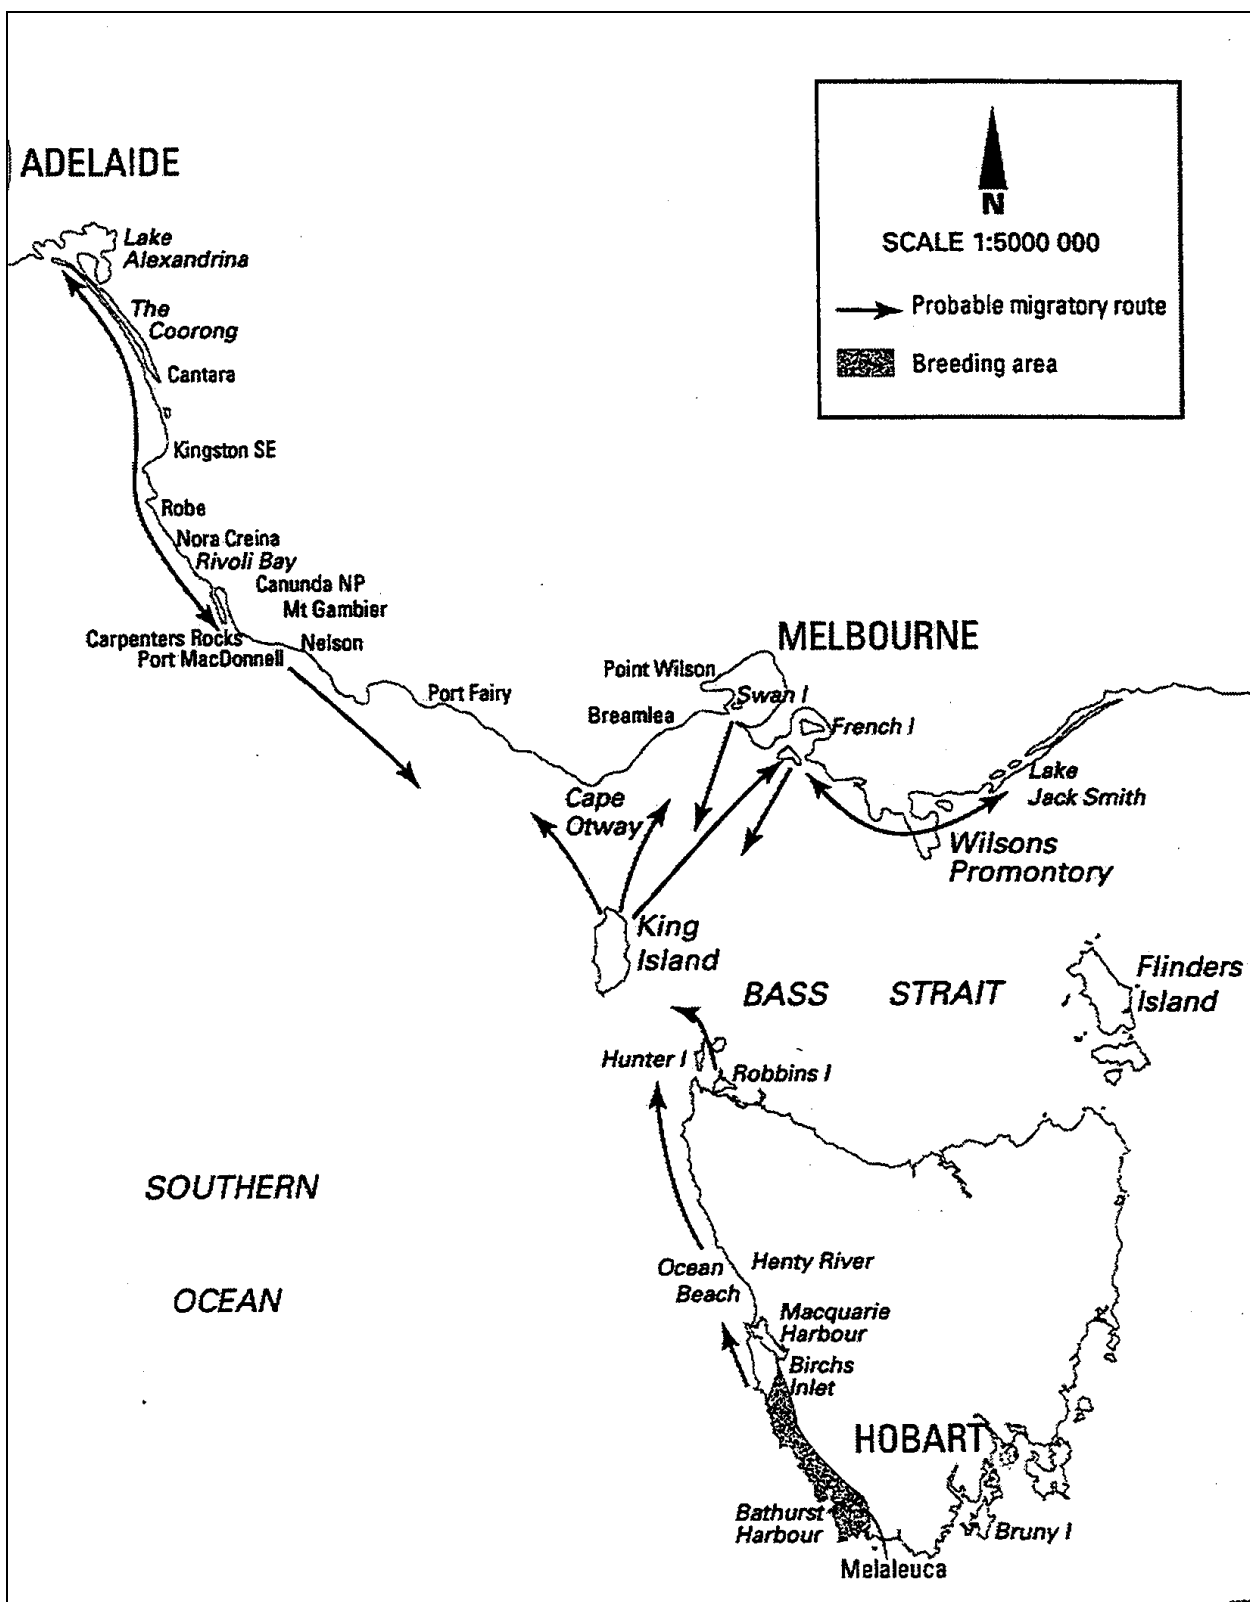 ADELAIDE
Lake
Alexandrina
The
Coorong
Cantara
Kingston SE
Robe
Nora Creina
Rivoli Bay
Canunda NP
Mt Gambier
Carpenters Rocks
Nelson
Port MacDonnell
Port Fairy
N
SCALE 1:5000 000
Probable migratory route
Breeding area
MELBOURNE
Point Wilson
Swan I
Breamlea
French I
Cape
Otway
Lake
Jack Smith
Wilsons
Promontory
King
Island
BASS STRAIT
Flinders
Island
Hunter I
Robbins I
SOUTHERN
OCEAN
Ocean
Beach
Henty River
Macquarie
Harbour
Birchs
Inlet
HOBART
Bathurst
Harbour
Bruny I
Melaleuca